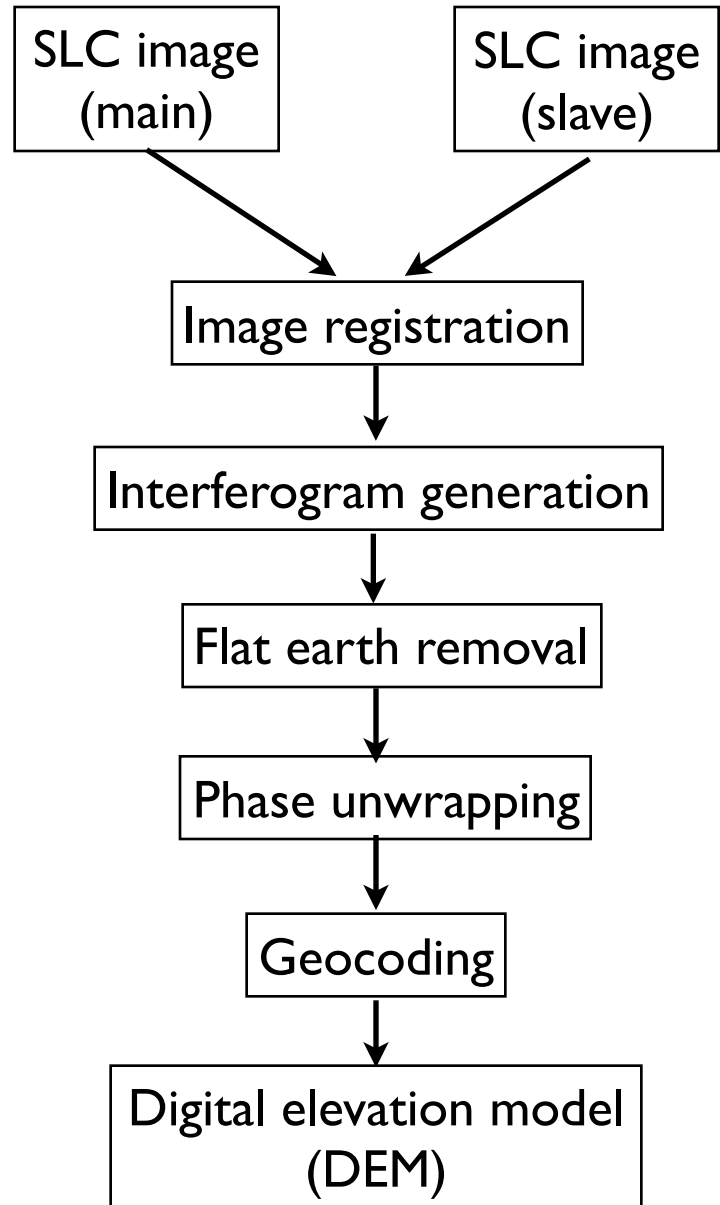 SLC image
(main)
SLC image
(slave)
Image registration
Interferogram generation
Flat earth removal
Phase unwrapping
Geocoding
Digital elevation model
(DEM)